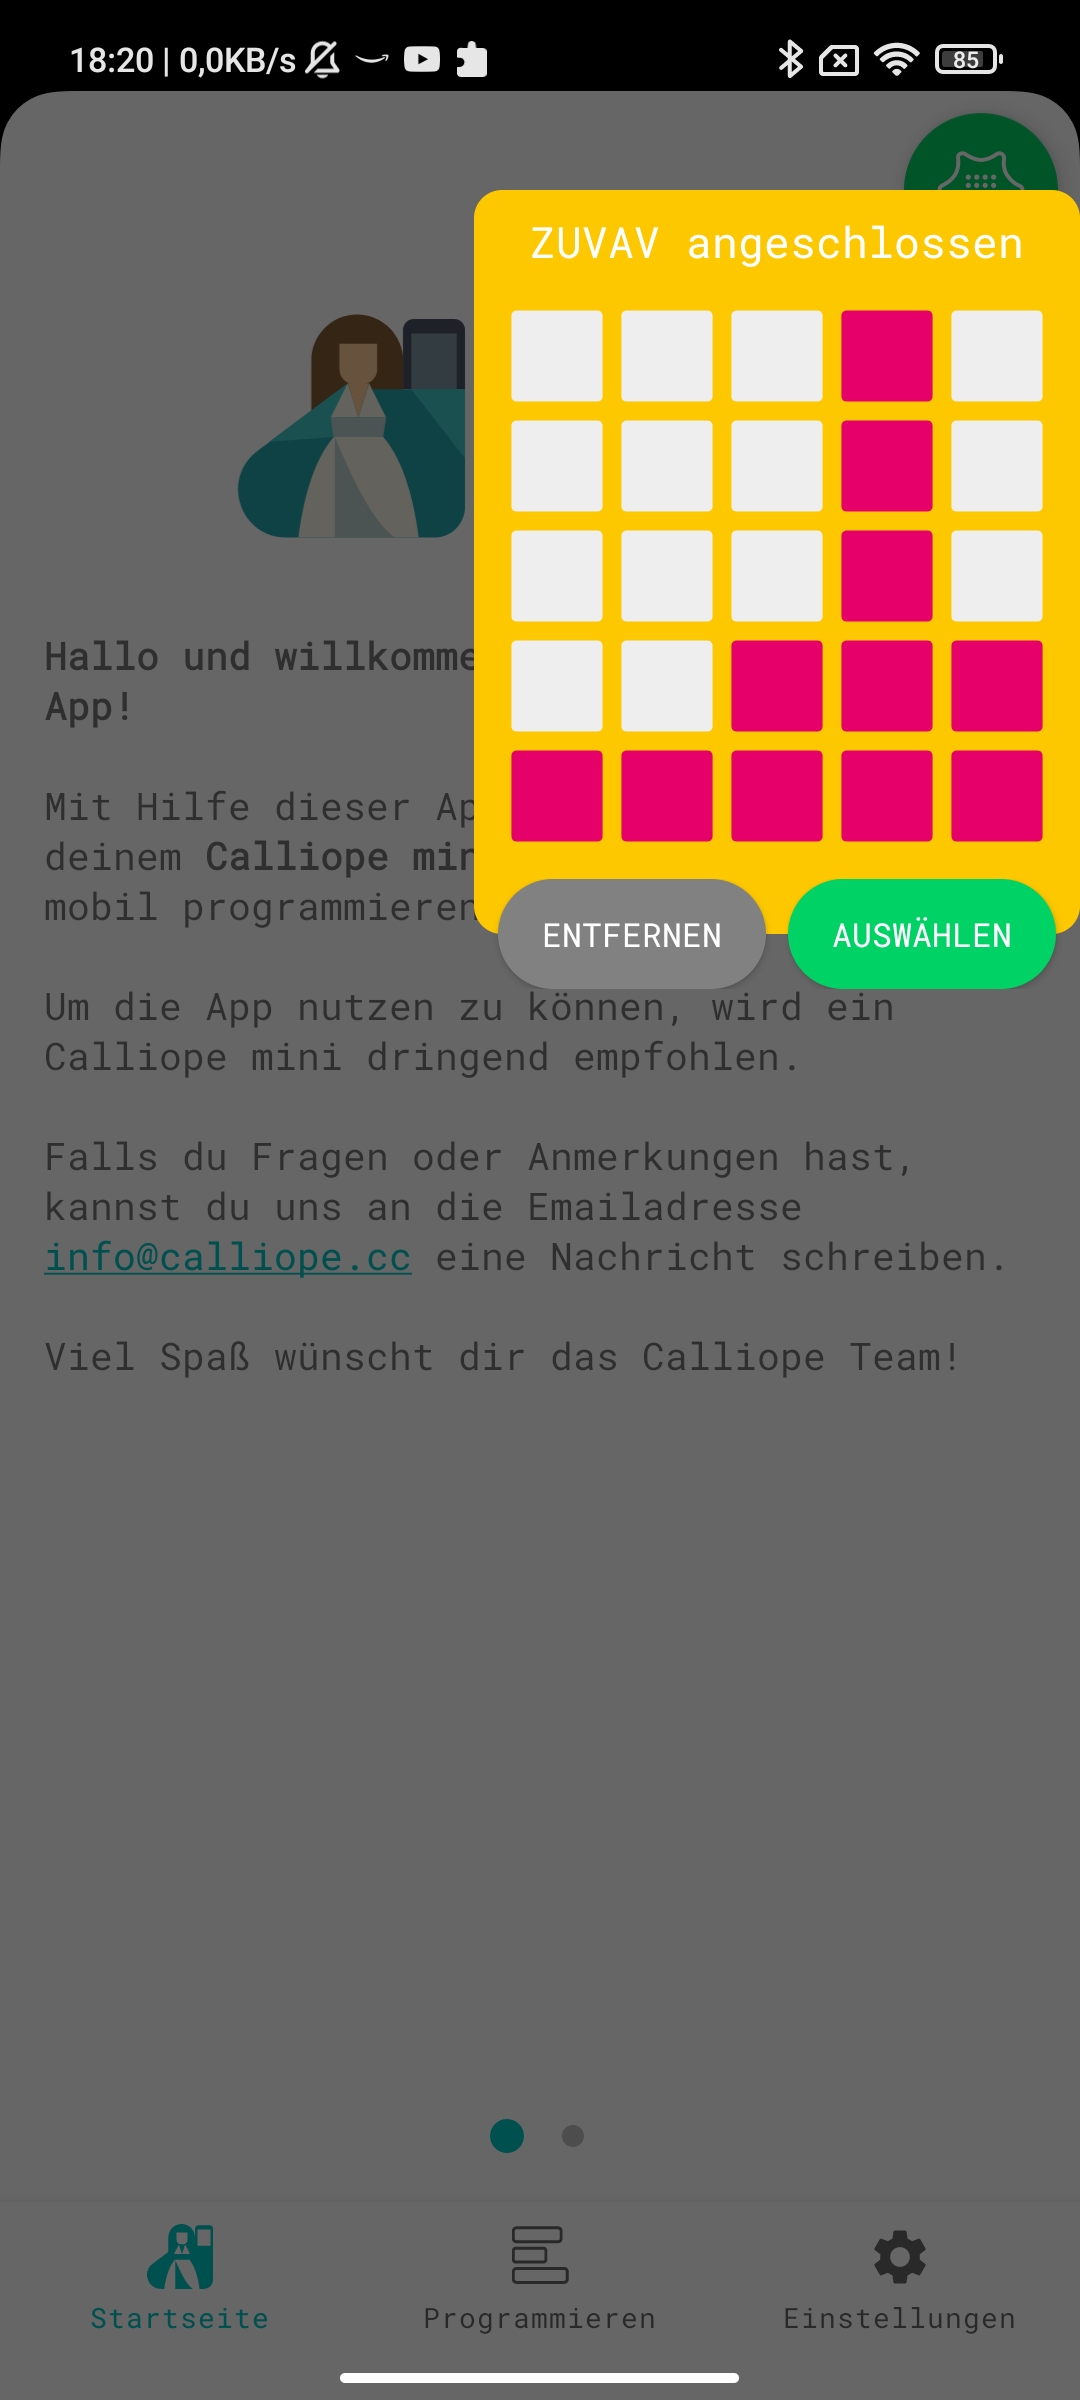 18:20 | 0,0KB/s
85
ZUVAV angeschlossen
ENTFERNEN
AUSWÄHLEN
Hallo und willkomme
App!
Mit Hilfe dieser Ap
deinem Calliope min
mobil programmieren
Um die App nutzen zu können, wird ein
Calliope mini dringend empfohlen.
Falls du Fragen oder Anmerkungen hast,
kannst du uns an die Emailadresse
info@calliope.cc eine Nachricht schreiben.
Viel Spaß wünscht dir das Calliope Team!
Startseite
Programmieren
Einstellungen